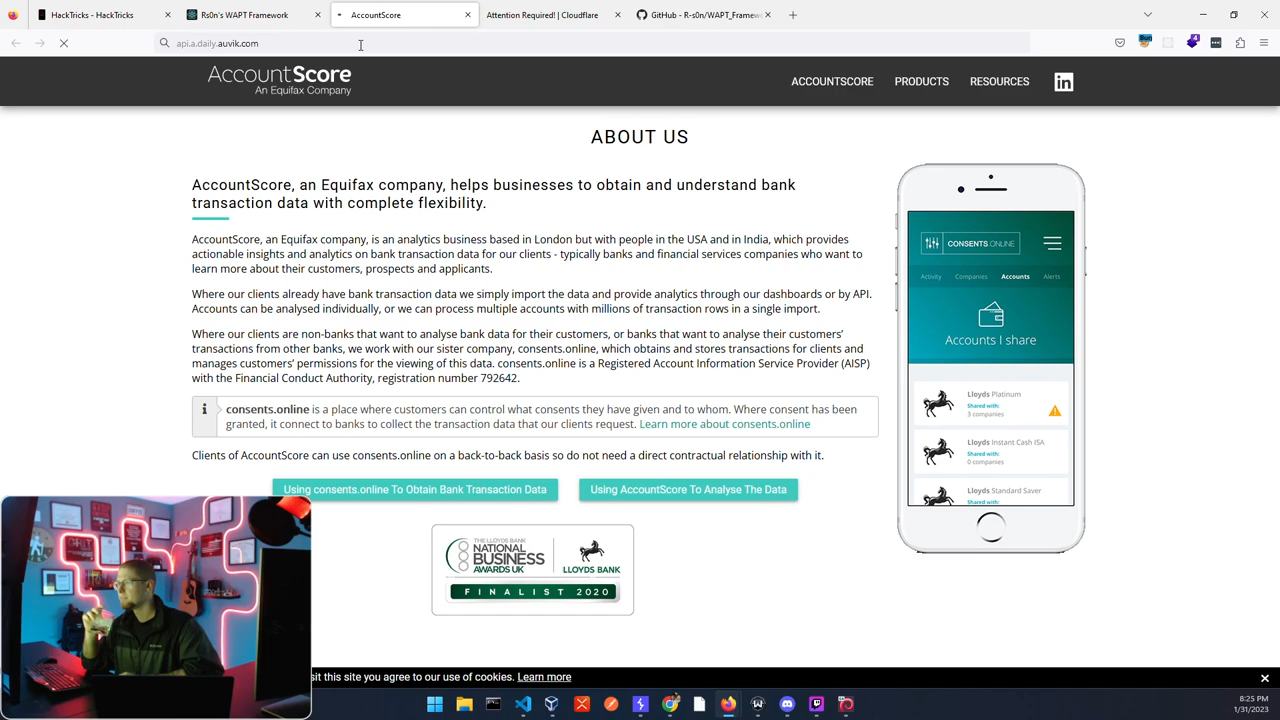 HackTricks - HackTricks
Rs0n's WAPT Framework
AccountScore
Attention Required! | Cloudflare
GitHub - R-s0n/WAPT_Framew
api.a.daily.auvik.com
4
AccountScore
An Equifax Company
ACCOUNTSCORE
PRODUCTS
RESOURCES
in
ABOUT US
AccountScore, an Equifax company, helps businesses to obtain and understand bank
transaction data with complete flexibility.
AccountScore, an Equifax company, is an analytics business based in London but with people in the USA and in India, which provides
actionable insights and analytics on bank transaction data for our clients - typically banks and financial services companies who want to
learn more about their customers, prospects and applicants.
Where our clients already have bank transaction data we simply import the data and provide analytics through our dashboards or by API.
Accounts can be analysed individually, or we can process multiple accounts with millions of transaction rows in a single import.
Where our clients are non-banks that want to analyse bank data for their customers, or banks that want to analyse their customers'
transactions from other banks, we work with our sister company, consents.online, which obtains and stores transactions for clients and
manages customers' permissions for the viewing of this data. consents.online is a Registered Account Information Service Provider (AISP)
with the Financial Conduct Authority, registration number 792642.
consents.online is a place where customers can control what consents they have given and to whom. Where consent has been
granted, it connect to banks to collect the transaction data that our clients request. Learn more about consents.online
Clients of AccountScore can use consents.online on a back-to-back basis so do not need a direct contractual relationship with it.
Using consents.online To Obtain Bank Transaction Data
Using AccountScore To Analyse The Data
THE LLOYDS BANK
NATIONAL
BUSINESS
AWARDS UK
LLOYDS BANK
FINALIST 2020
CONSENTS.ONLINE
Activity
Companies
Accounts
Alerts
Accounts I share
Lloyds Platinum
Shared with:
3 companies
Lloyds Instant Cash ISA
Shared with:
0 companies
Lloyds Standard Saver
Shared with:
sit this site you agree to our use of cookies. Learn more
8:25 PM
1/31/2023